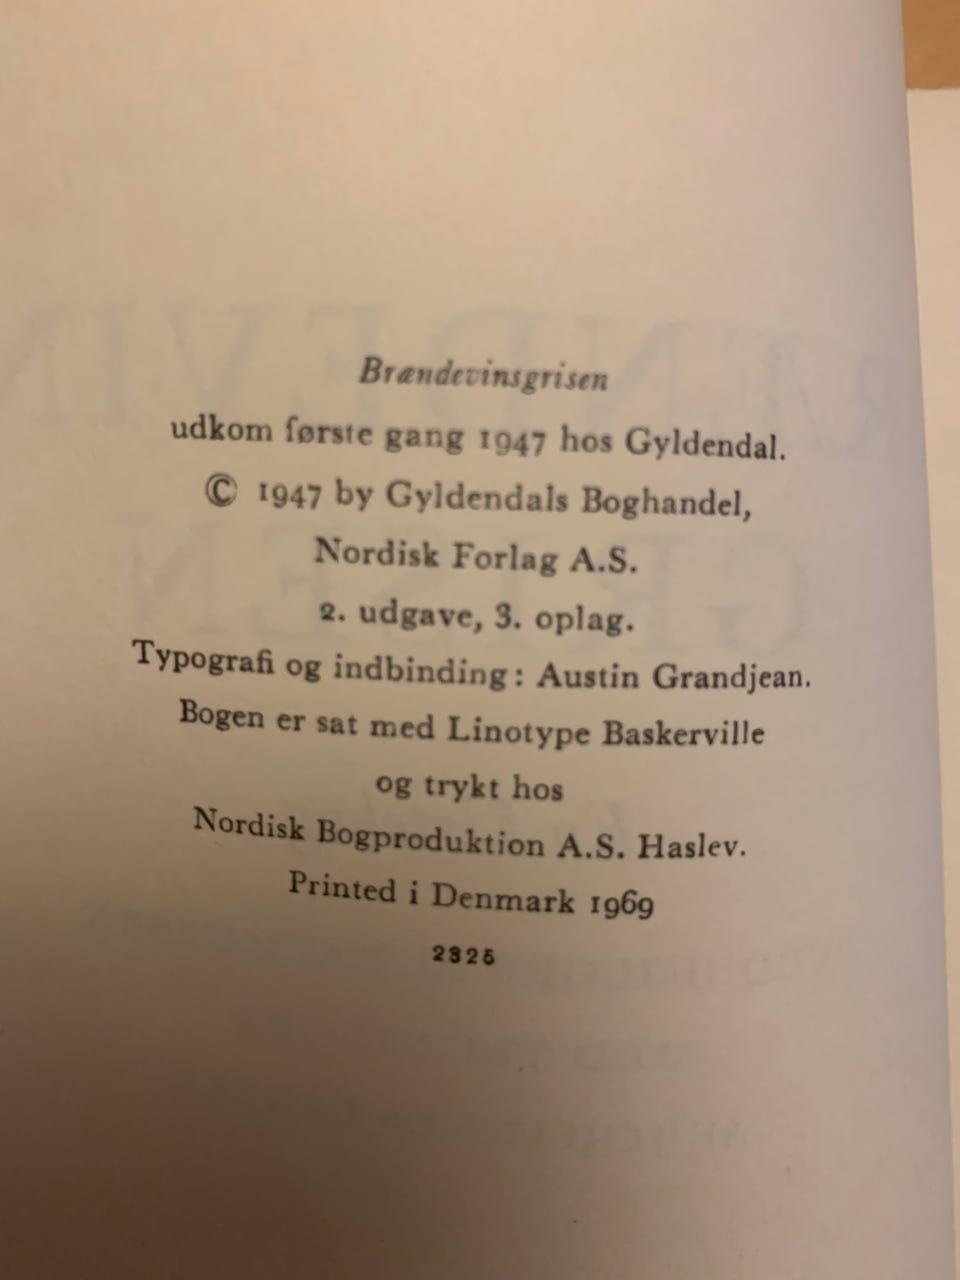 Brændevinsgrisen
udkom første gang 1947 hos Gyldendal.
© 1947 by Gyldendals Boghandel,
Nordisk Forlag A.S.
2. udgave, 3. oplag.
Typografi og indbinding: Austin Grandjean.
Bogen er sat med Linotype Baskerville
og trykt hos
Nordisk Bogproduktion A.S. Haslev.
Printed i Denmark 1969
2325